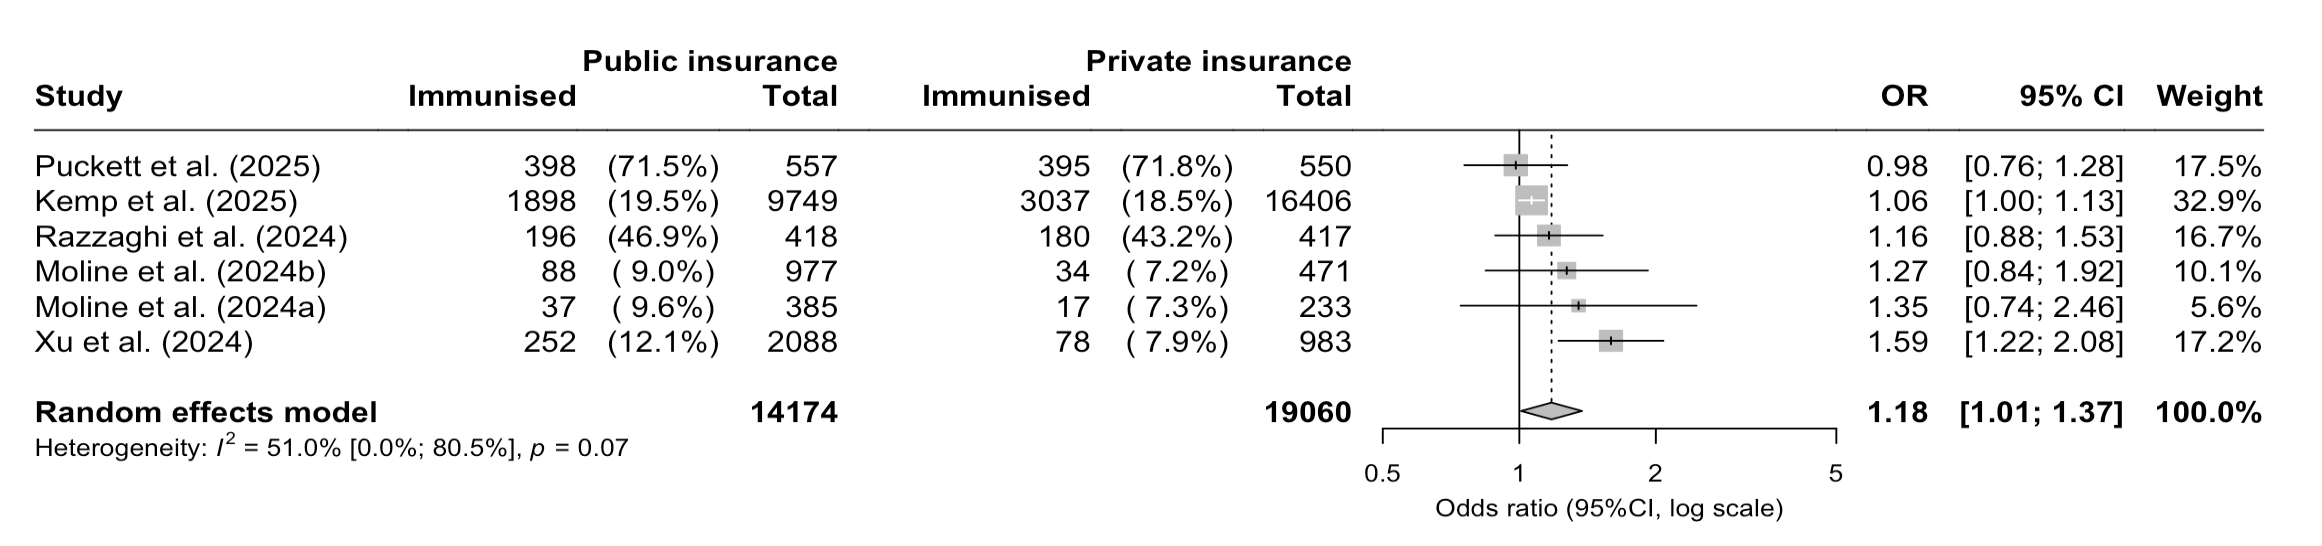 Public insurance Private insurance
Study Immunised Total Immunised Total OR 95% CI Weight
Puckett et al. (2025) 398 (71.5%) 557 395 (71.8%) 550 0.98 [0.76; 1.28] 17.5%
Kemp et al. (2025) 1898 (19.5%) 9749 3037 (18.5%) 16406 1.06 [1.00; 1.13] 32.9%
Razzaghi et al. (2024) 196 (46.9%) 418 180 (43.2%) 417 1.16 [0.88; 1.53] 16.7%
Moline et al. (2024b) 88 ( 9.0%) 977 34 ( 7.2%) 471 1.27 [0.84; 1.92] 10.1%
Moline et al. (2024a) 37 ( 9.6%) 385 17 ( 7.3%) 233 1.35 [0.74; 2.46] 5.6%
Xu et al. (2024) 252 (12.1%) 2088 78 ( 7.9%) 983 1.59 [1.22; 2.08] 17.2%
Random effects model 14174 19060 1.18 [1.01; 1.37] 100.0%
Heterogeneity: I² = 51.0% [0.0%; 80.5%], p = 0.07
0.5 1 2 5
Odds ratio (95%CI, log scale)